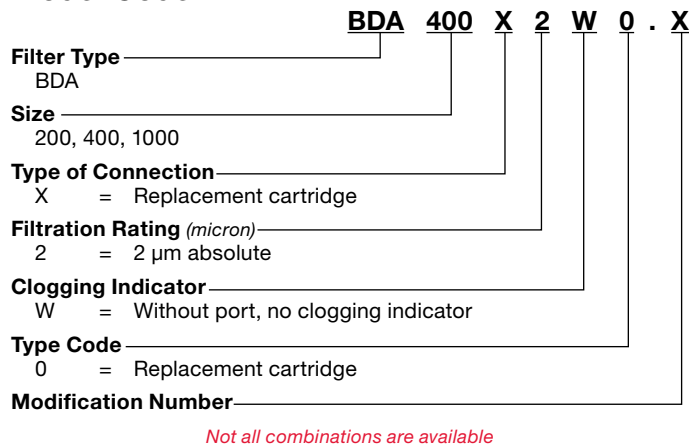 BDA 400 X 2 W 0 . X
Filter Type
BDA
Size
200, 400, 1000
Type of Connection
X = Replacement cartridge
Filtration Rating (micron)
2 = 2 µm absolute
Clogging Indicator
W = Without port, no clogging indicator
Type Code
0 = Replacement cartridge
Modification Number
Not all combinations are available